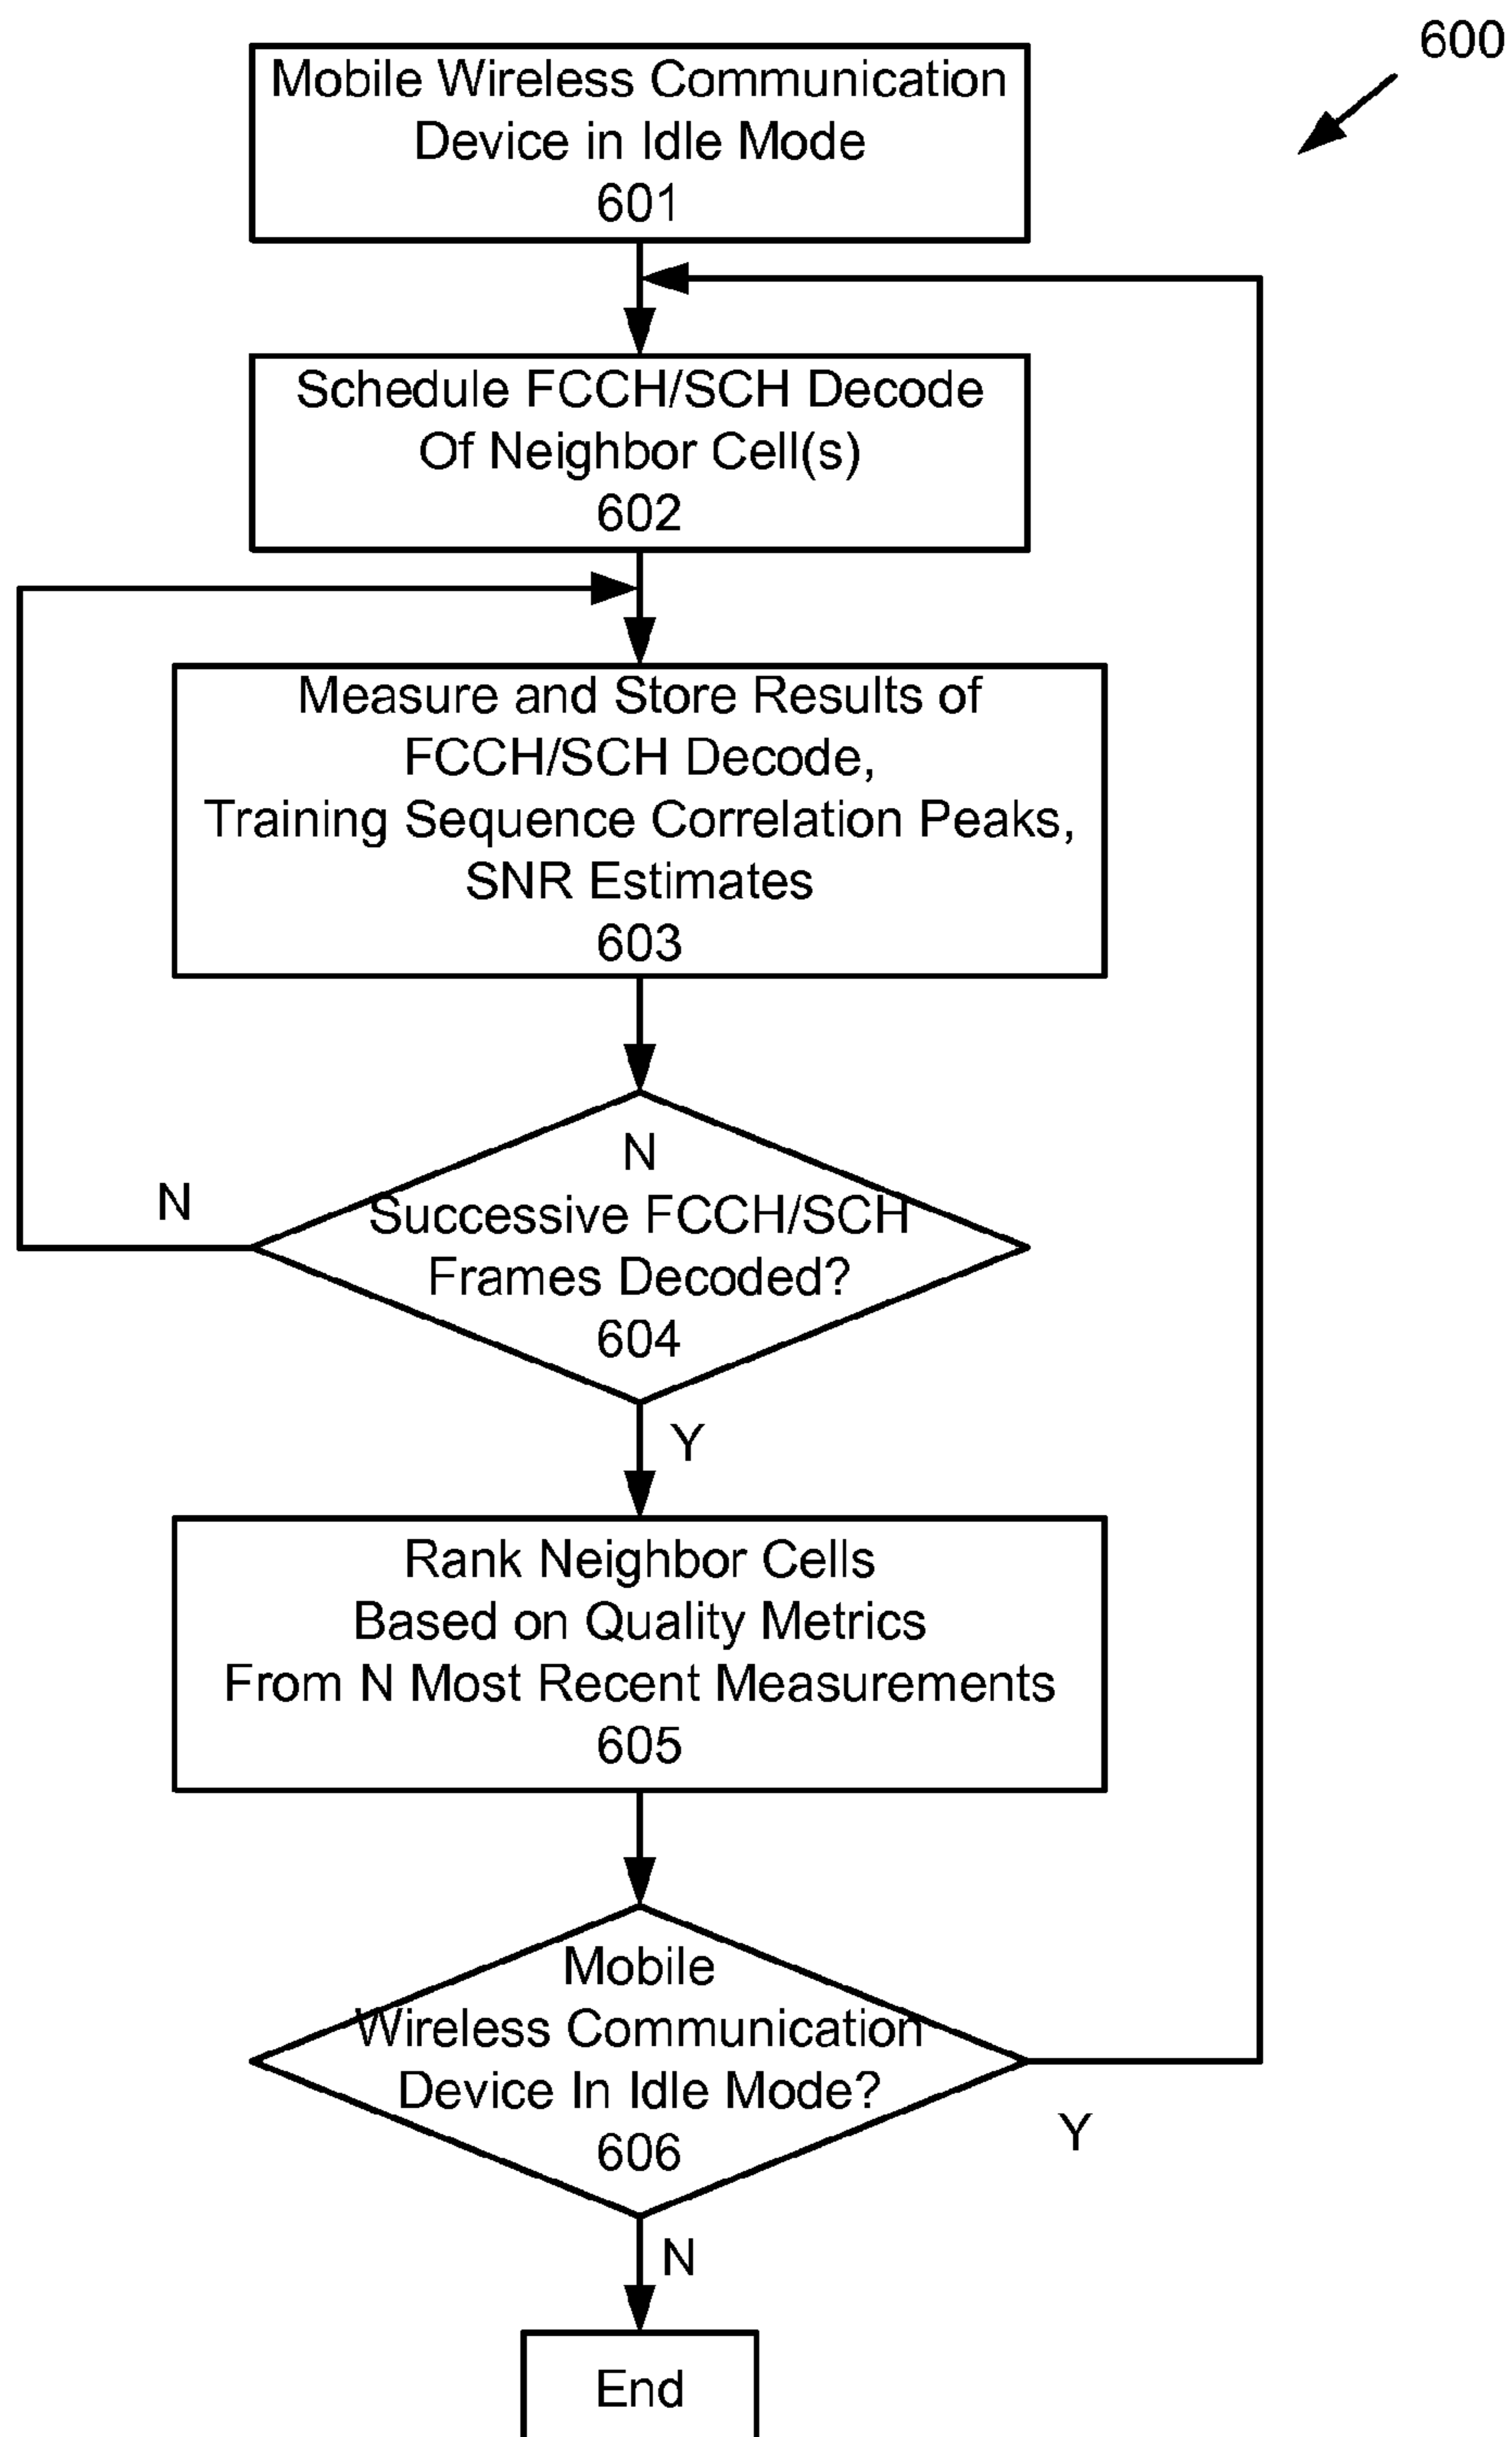 600
Mobile Wireless Communication
Device in Idle Mode
601
Schedule FCCH/SCH Decode
Of Neighbor Cell(s)
602
Measure and Store Results of
FCCH/SCH Decode,
Training Sequence Correlation Peaks,
SNR Estimates
603
N
Successive FCCH/SCH
Frames Decoded?
604
N
Y
Rank Neighbor Cells
Based on Quality Metrics
From N Most Recent Measurements
605
Mobile
Wireless Communication
Device In Idle Mode?
606
Y
N
End